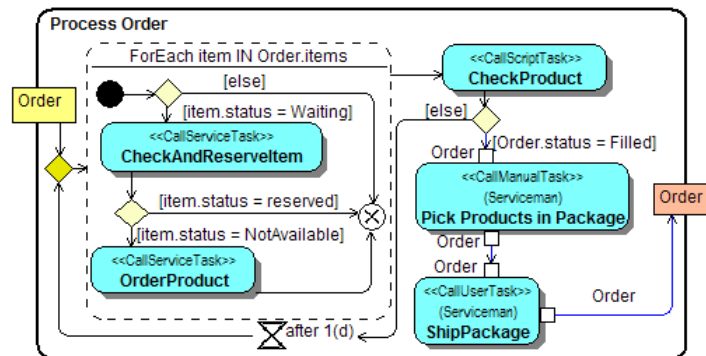 Process Order
ForEach item IN Order.items
<<CallScriptTask>>
CheckProduct
[else]
Order
[item.status = Waiting]
[else]
<<CallServiceTask>>
CheckAndReserveItem
[Order.status = Filled]
Order
<<CallManualTask>>
(Serviceman)
Pick Products in Package
Order
[item.status = reserved]
[item.status = NotAvailable]
Order
<<CallServiceTask>>
OrderProduct
Order
<<CallUserTask>>
(Serviceman)
ShipPackage
Order
after 1(d)